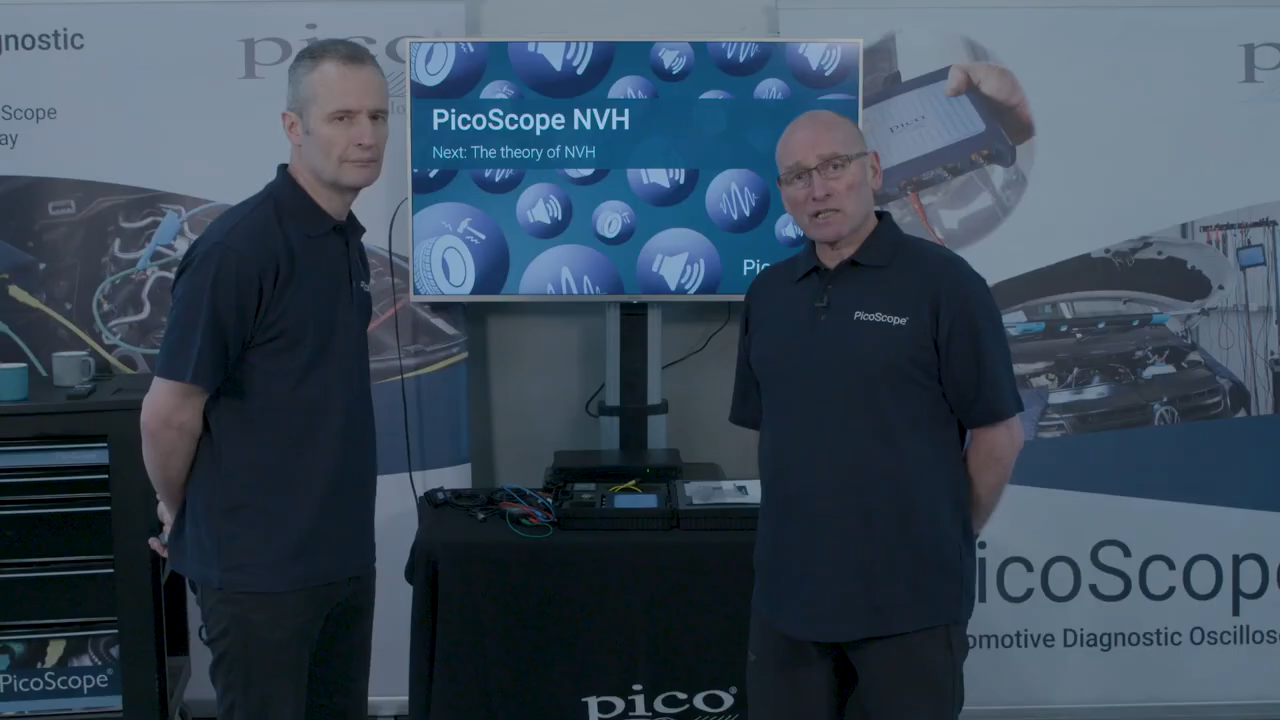 gnostic
Scope
ay
pico
PicoScope NVH
Next: The theory of NVH
Pic
pico
PicoScope®
icoScope
omotive Diagnostic Oscillos
PicoScope®
pico®